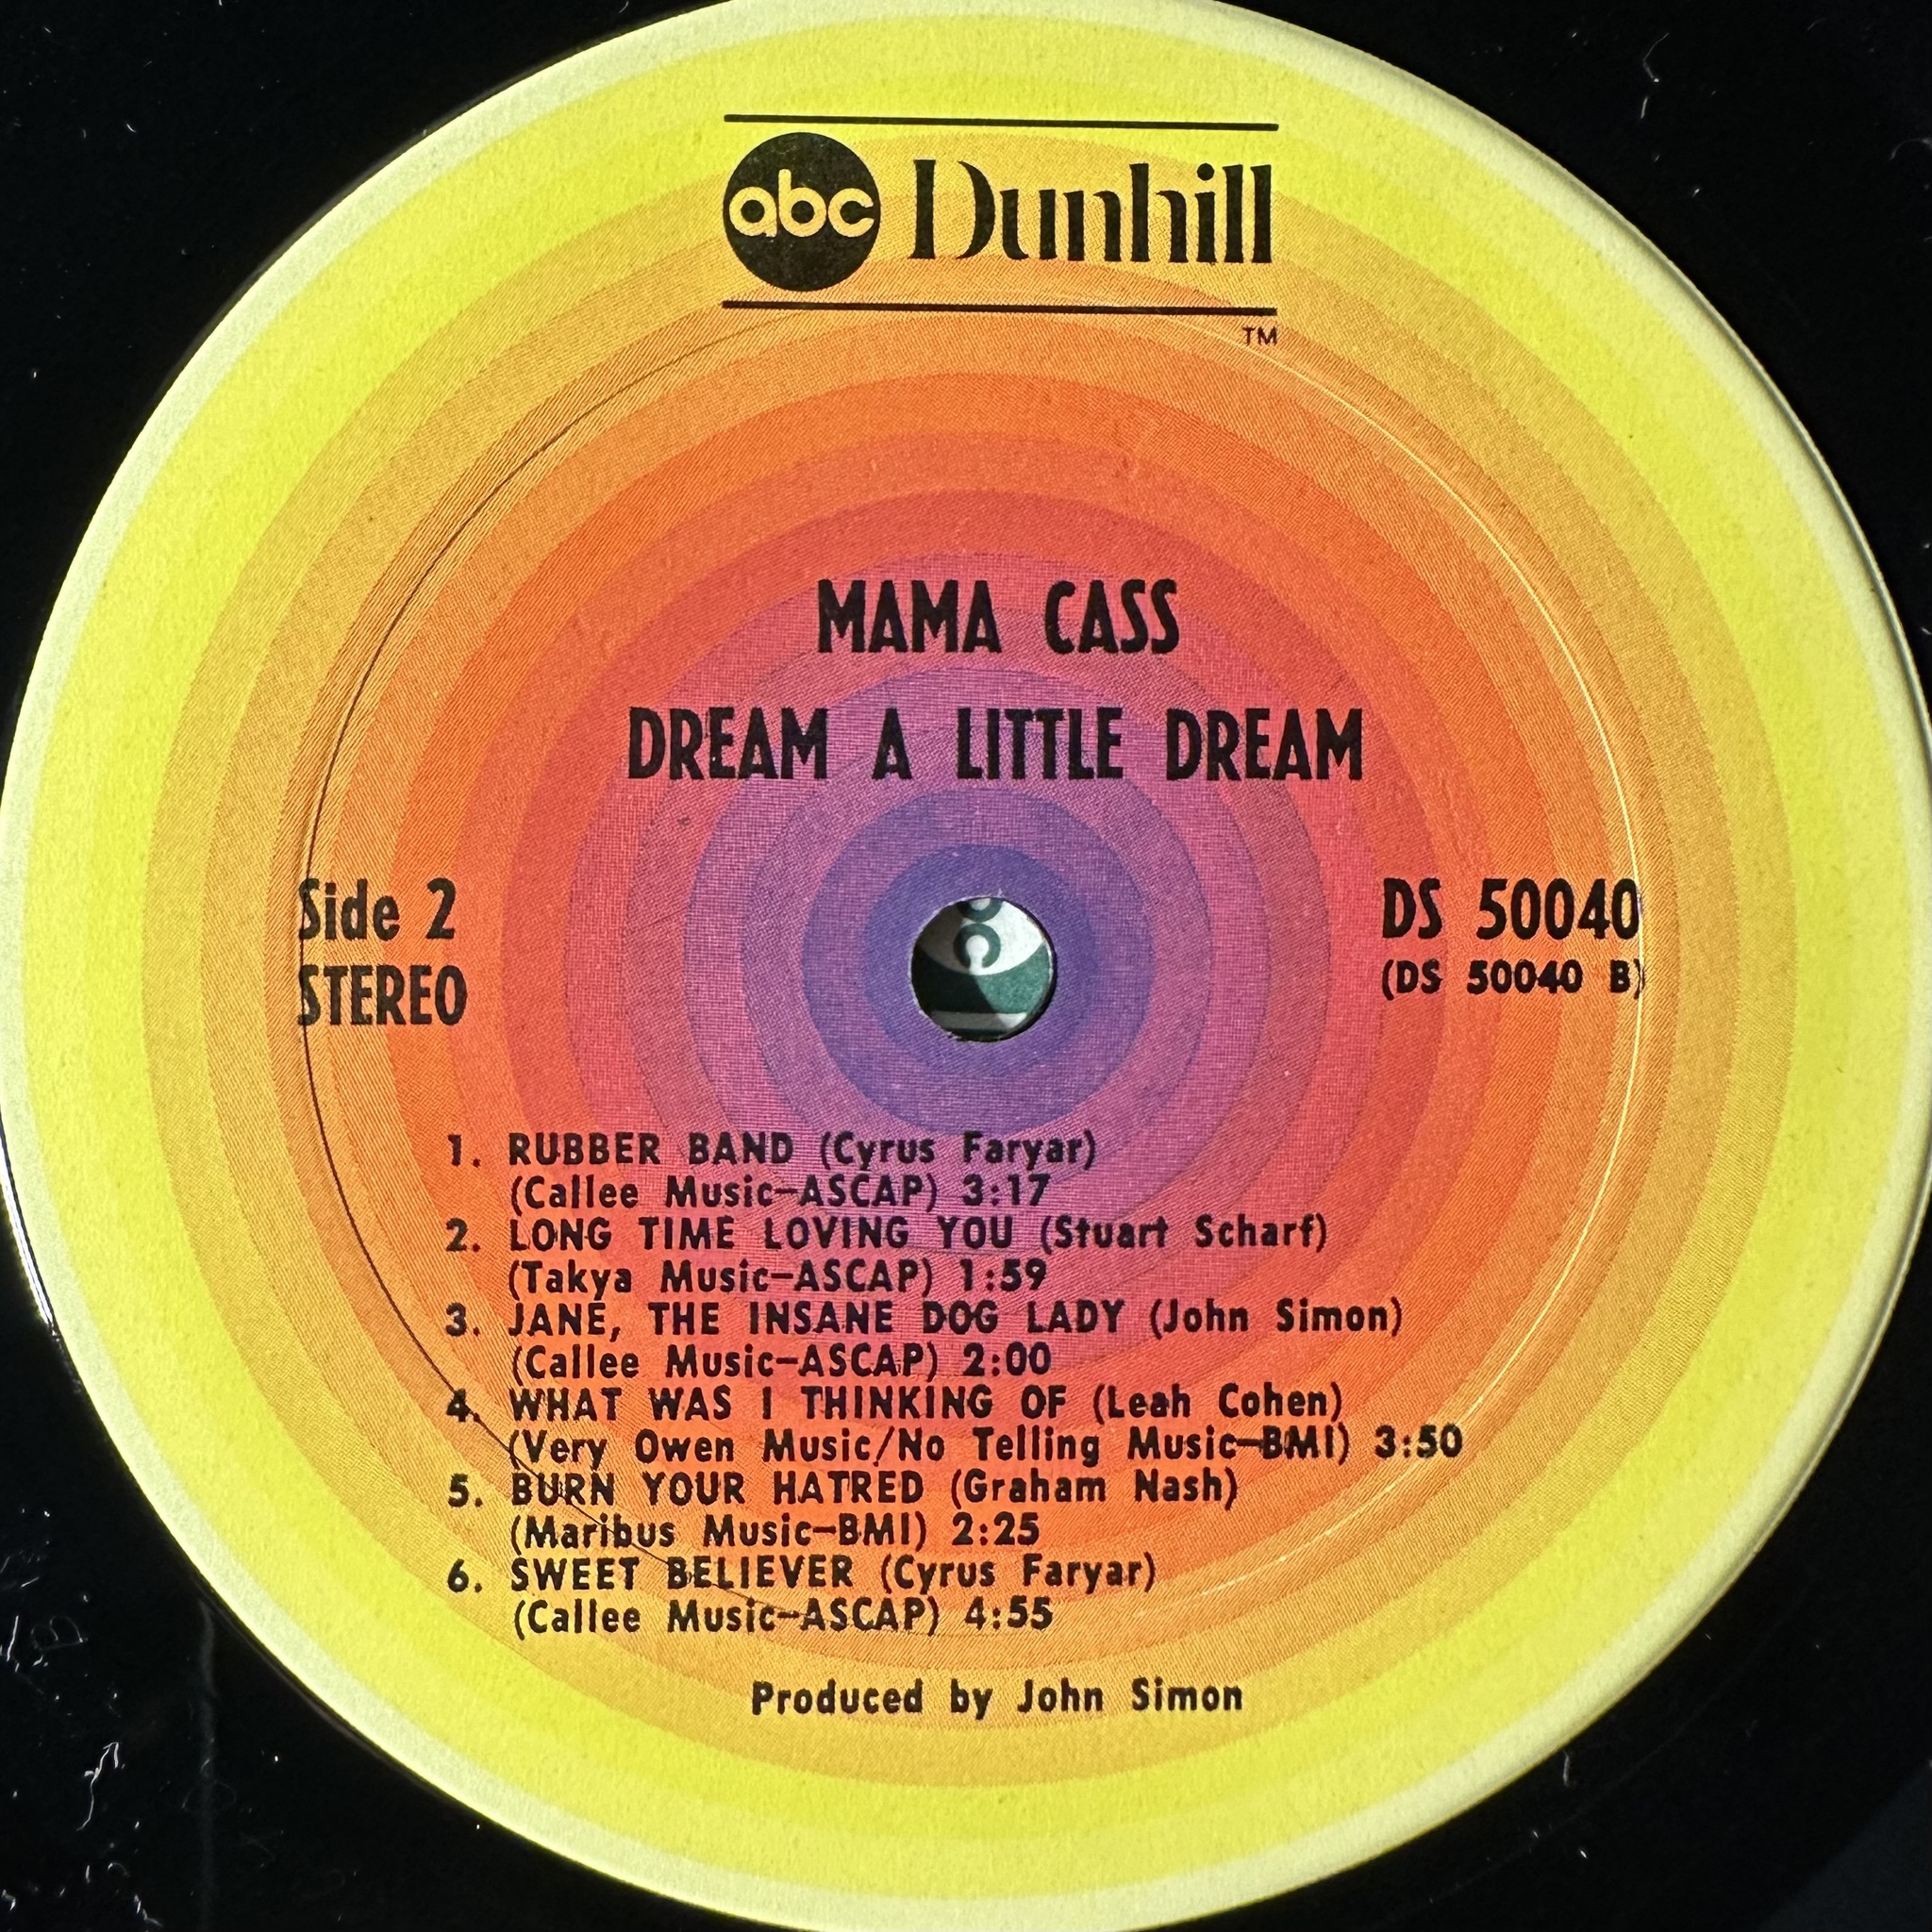 abc Dunhill
TM
MAMA CASS
DREAM A LITTLE DREAM
Side 2
STEREO
DS 50040
(DS 50040 B)
1. RUBBER BAND (Cyrus Faryar)
(Callee Music-ASCAP) 3:17
2. LONG TIME LOVING YOU (Stuart Scharf)
(Takya Music-ASCAP) 1:59
3. JANE, THE INSANE DOG LADY (John Simon)
(Callee Music-ASCAP) 2:00
4. WHAT WAS I THINKING OF (Leah Cohen)
(Very Owen Music/No Telling Music-BMI) 3:50
5. BURN YOUR HATRED (Graham Nash)
(Maribus Music-BMI) 2:25
6. SWEET BELIEVER (Cyrus Faryar)
(Callee Music-ASCAP) 4:55
Produced by John Simon